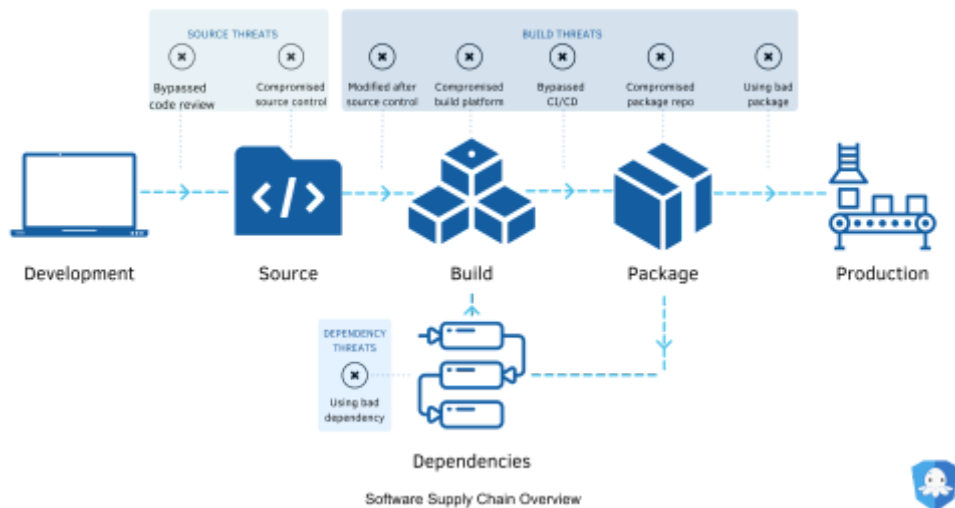 SOURCE THREATS
BUILD THREATS
Bypassed
code review
Compromised
source control
Modified after
source control
Compromised
build platform
Bypassed
CI/CD
Compromised
package repo
Using bad
package
</>
Development
Source
Build
Package
Production
DEPENDENCY
THREATS
Using bad
dependency
Dependencies
Software Supply Chain Overview